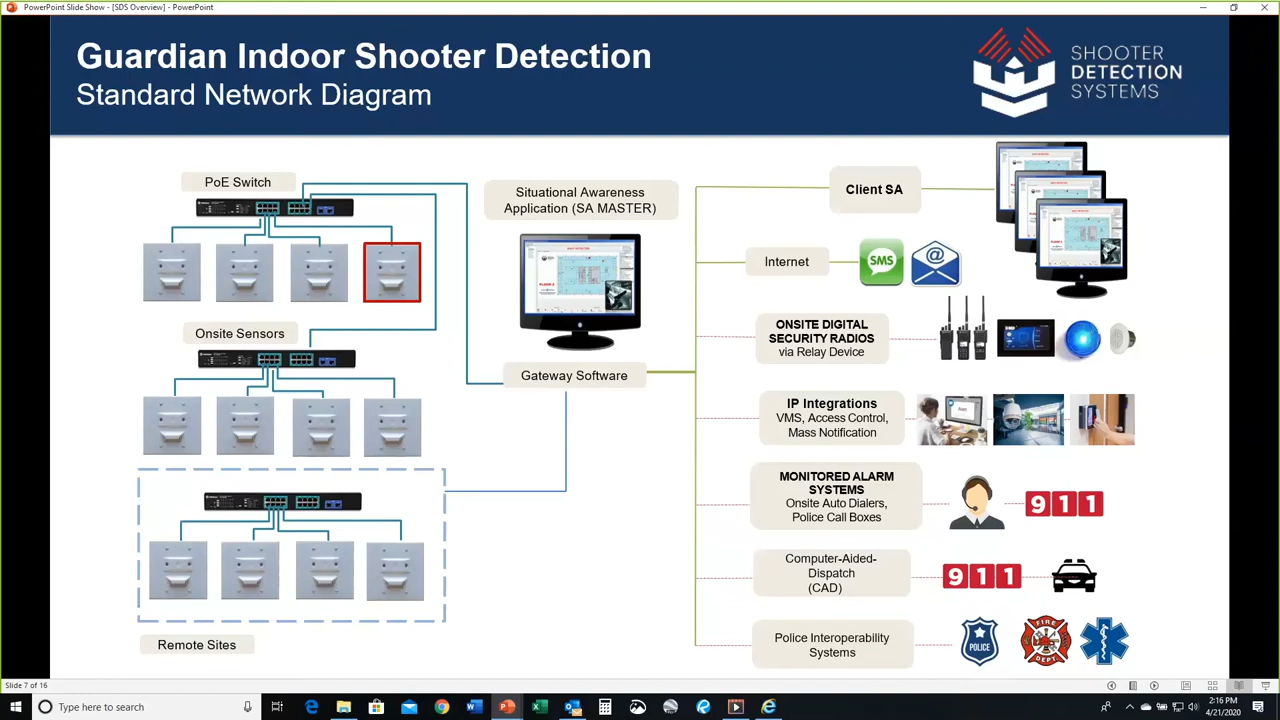 PowerPoint Slide Show - [SDS Overview] - PowerPoint
Guardian Indoor Shooter Detection
Standard Network Diagram
SHOOTER
DETECTION
SYSTEMS
PoE Switch
Situational Awareness
Application (SA MASTER)
Client SA
Internet
SMS
@
Onsite Sensors
ONSITE DIGITAL
SECURITY RADIOS
via Relay Device
Gateway Software
IP Integrations
VMS, Access Control,
Mass Notification
MONITORED ALARM
SYSTEMS
Onsite Auto Dialers,
Police Call Boxes
911
Computer-Aided-
Dispatch
(CAD)
911
Remote Sites
Police Interoperability
Systems
POLICE
FIRE
DEPT.
Slide 7 of 16
Type here to search
2:16 PM
4/21/2020